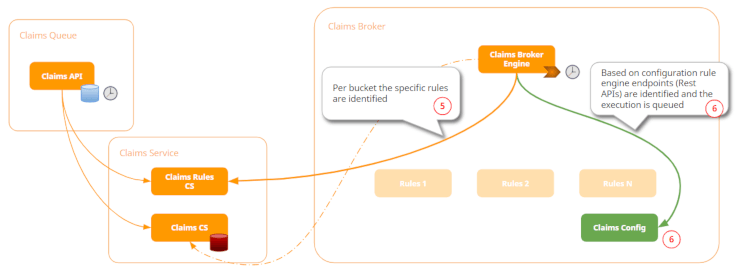 Claims Queue
Claims API
Claims Broker
Claims Broker
Engine
Per bucket the specific rules
are identified
5
Based on configuration rule
engine endpoints (Rest
APIs) are identified and the
execution is queued
6
Claims Service
Claims Rules
CS
Claims CS
Rules 1
Rules 2
Rules N
Claims Config
6